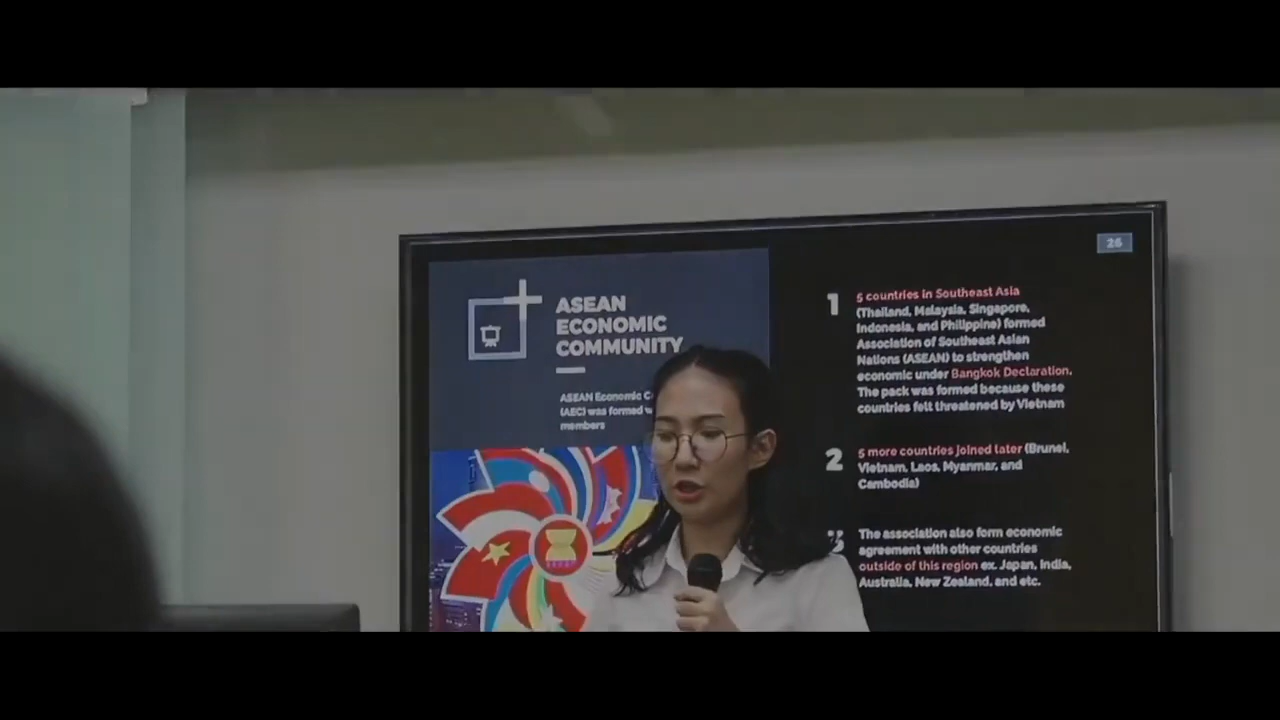 26
ASEAN
ECONOMIC
COMMUNITY
ASEAN Economic
(AEC) was formed
members
1
5 countries in Southeast Asia
(Thailand, Malaysia, Singapore,
Indonesia, and Philippine) formed
Association of Southeast Asian
Nations (ASEAN) to strengthen
economic under Bangkok Declaration.
The pack was formed because these
countries felt threatened by Vietnam
2
5 more countries joined later (Brunei,
Vietnam, Laos, Myanmar, and
Cambodia)
The association also form economic
agreement with other countries
outside of this region ex. Japan, India,
Australia, New Zealand, and etc.